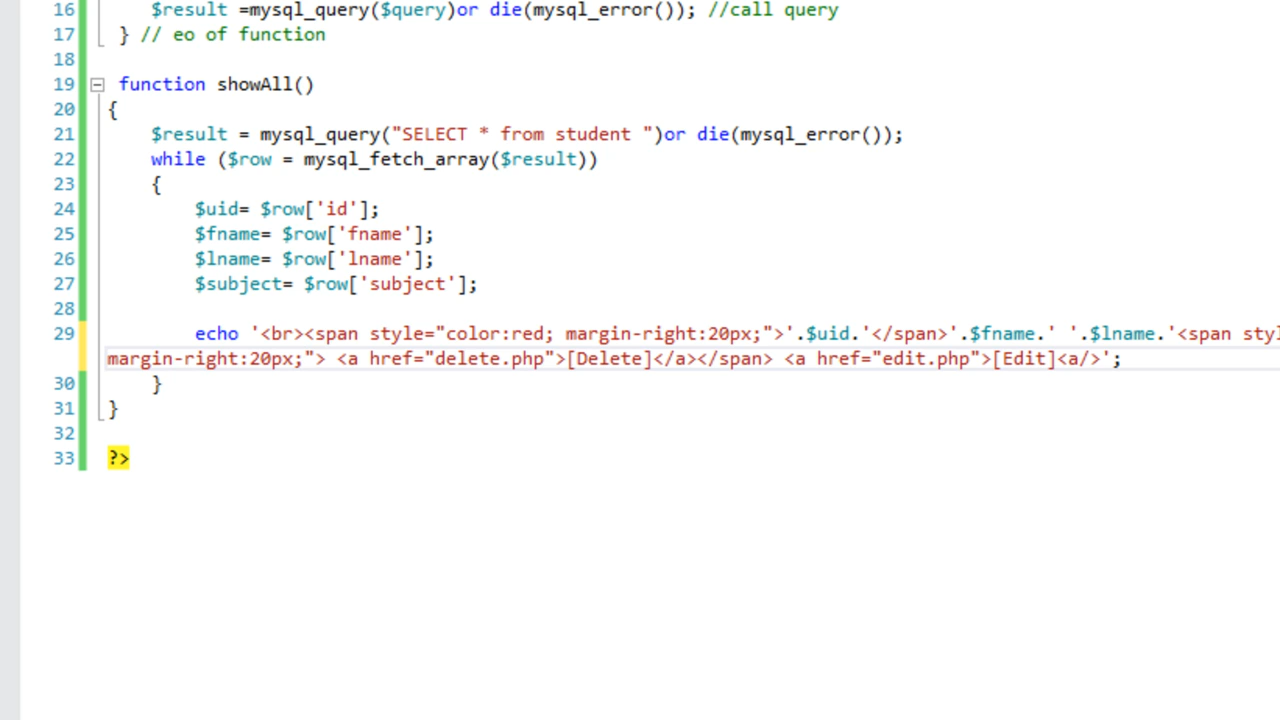 16 $result =mysql_query($query)or die(mysql_error()); //call query
17 } // eo of function
18
19 function showAll()
20 {
21 $result = mysql_query("SELECT * from student ")or die(mysql_error());
22 while ($row = mysql_fetch_array($result))
23 {
24 $uid= $row['id'];
25 $fname= $row['fname'];
26 $lname= $row['lname'];
27 $subject= $row['subject'];
28
29 echo '<br><span style="color:red; margin-right:20px;">'.$uid.'</span>'.$fname.' '.$lname.'<span styl
margin-right:20px;"> <a href="delete.php">[Delete]</a></span> <a href="edit.php">[Edit]<a/>';
30 }
31 }
32
33 ?>